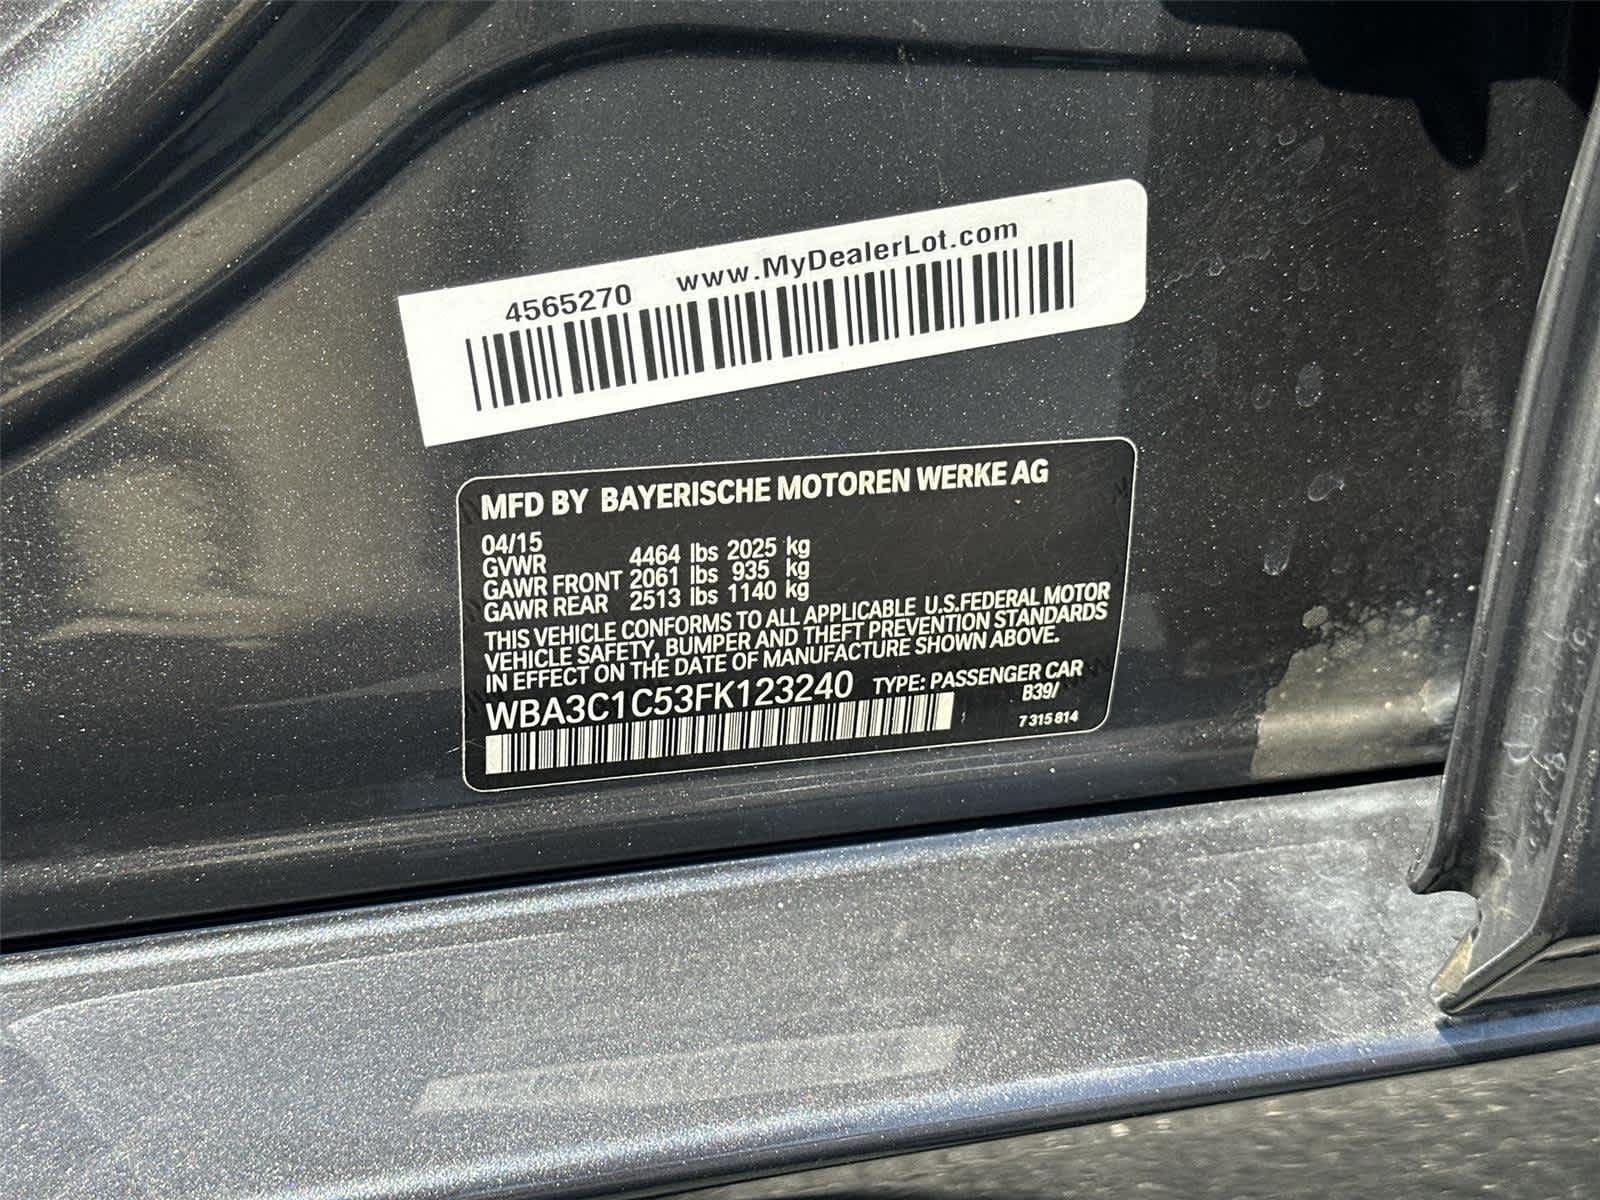 4565270 www.MyDealerLot.com
MFD BY BAYERISCHE MOTOREN WERKE AG
04/15
GVWR 4464 lbs 2025 kg
GAWR FRONT 2061 lbs 935 kg
GAWR REAR 2513 lbs 1140 kg
THIS VEHICLE CONFORMS TO ALL APPLICABLE U.S.FEDERAL MOTOR
VEHICLE SAFETY, BUMPER AND THEFT PREVENTION STANDARDS
IN EFFECT ON THE DATE OF MANUFACTURE SHOWN ABOVE.
WBA3C1C53FK123240 TYPE: PASSENGER CAR
B39/
7 315 814